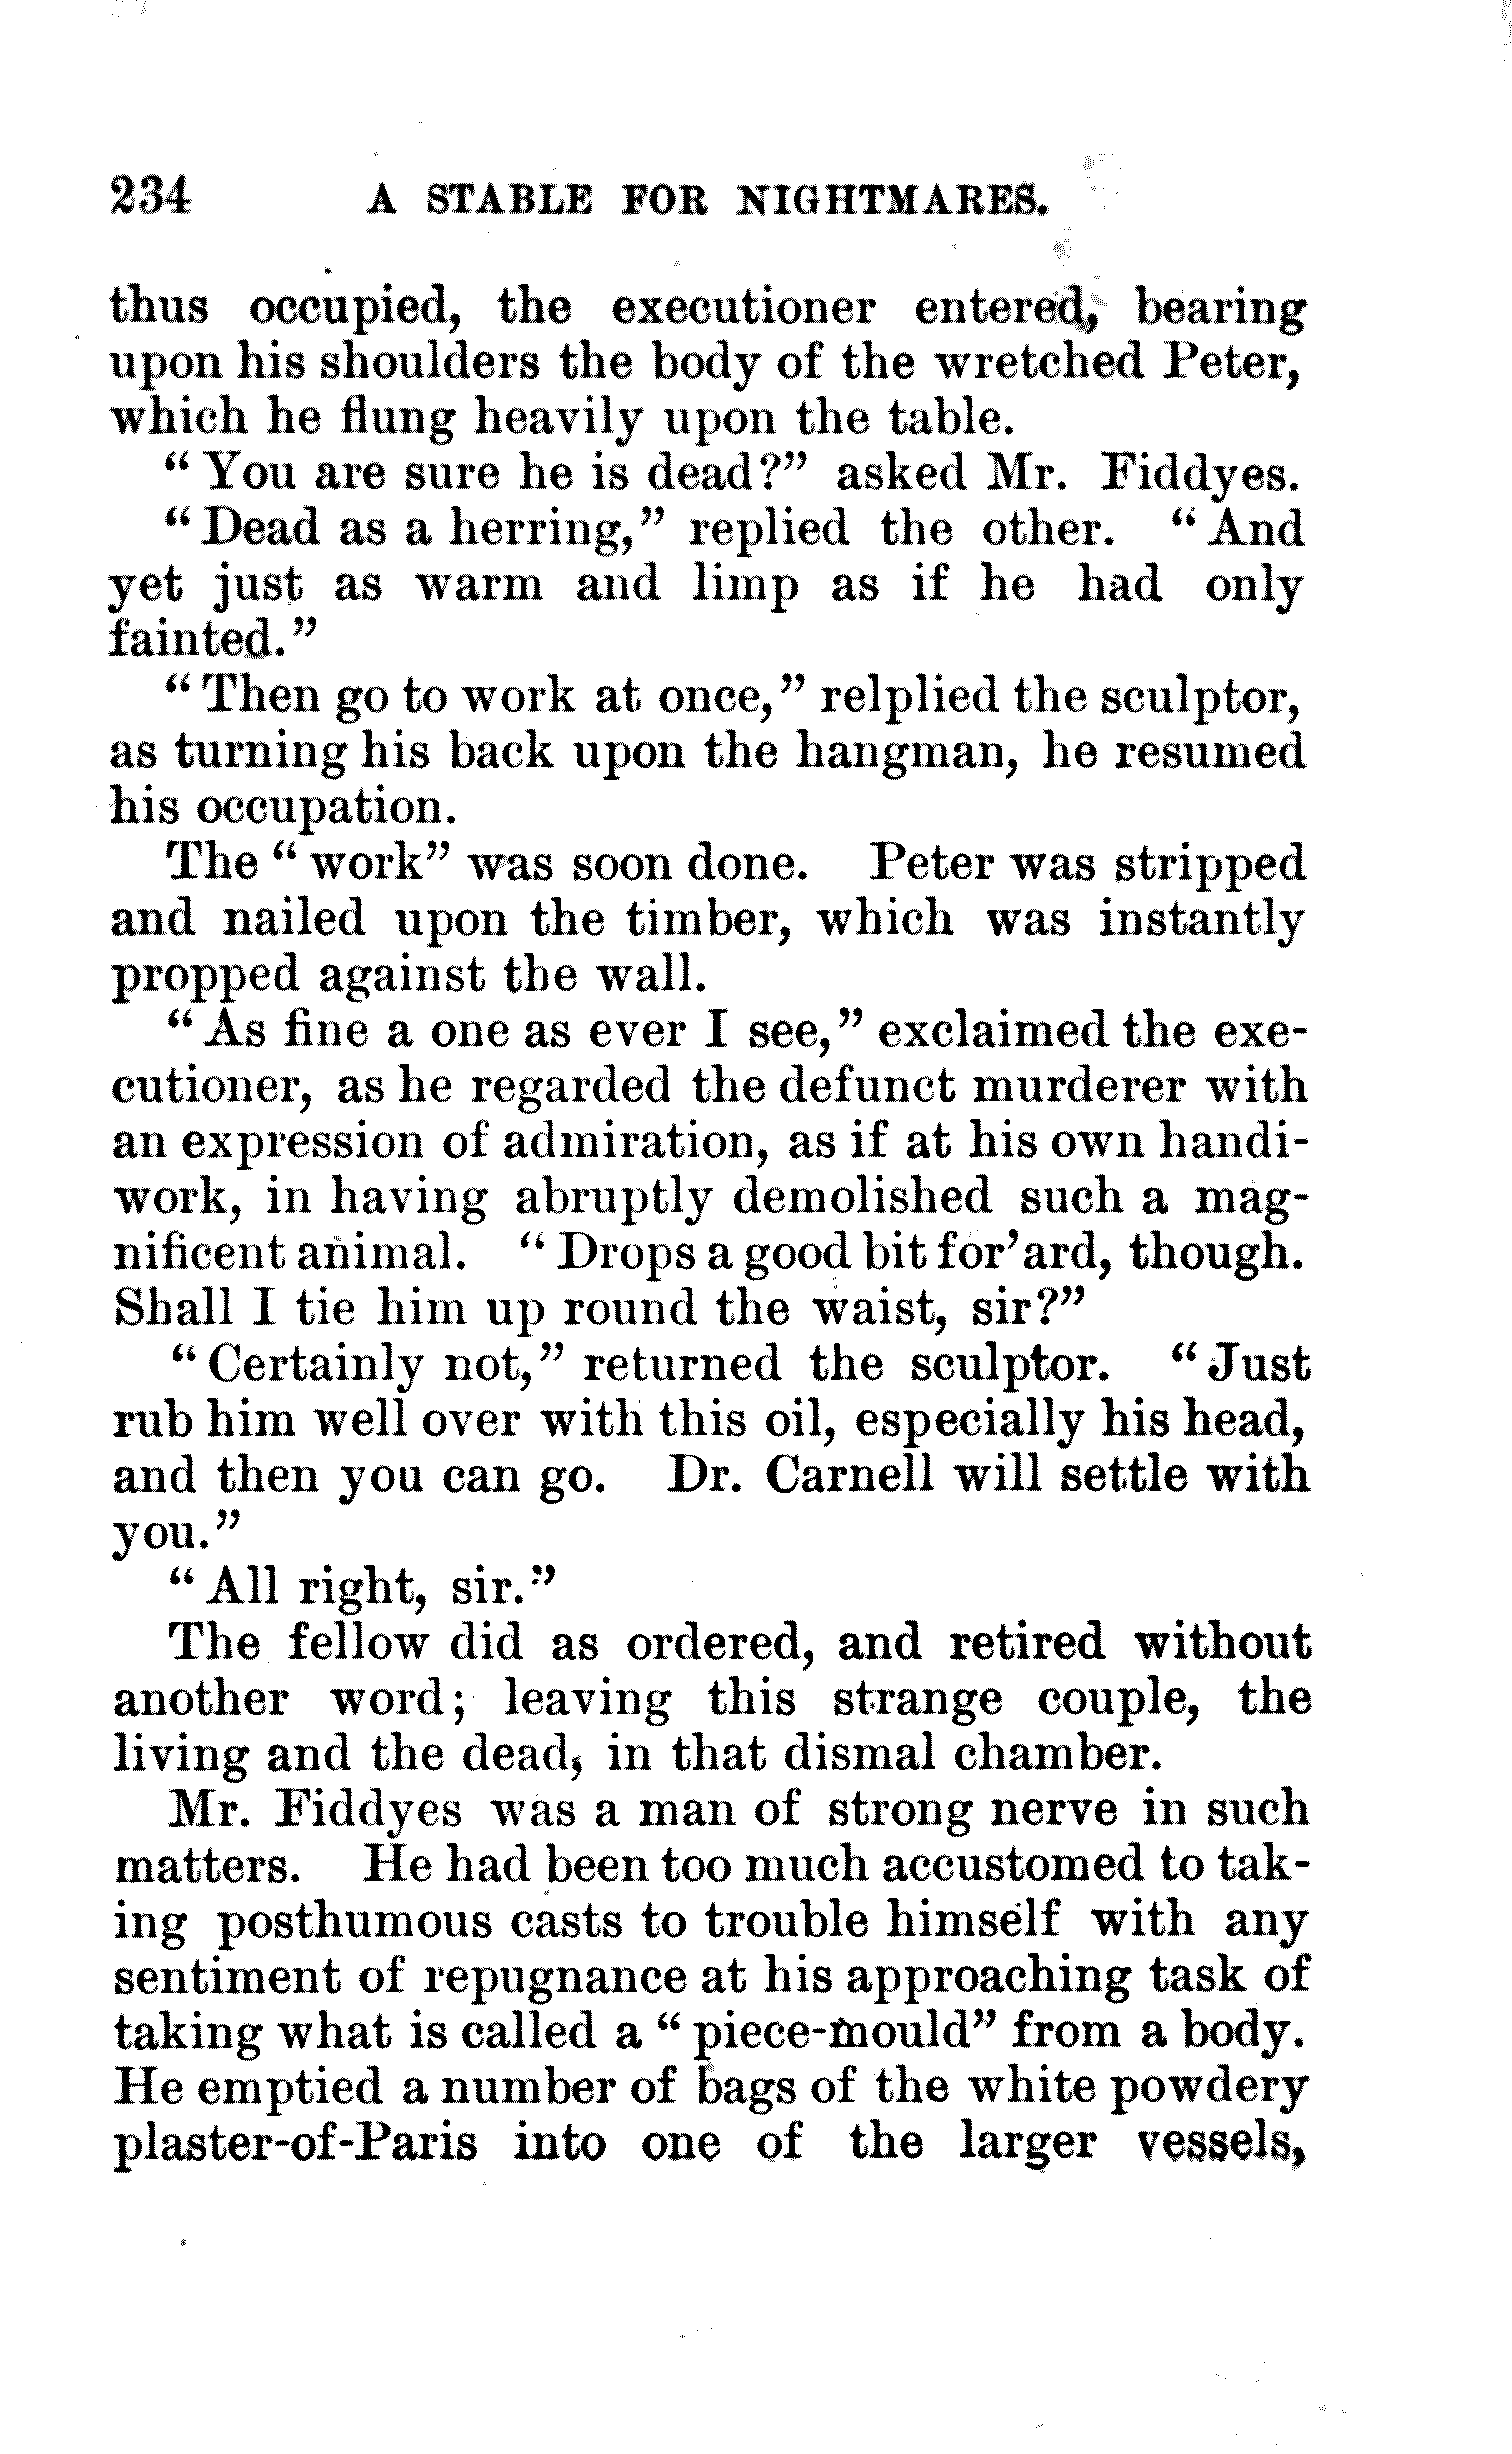 234 A STABLE FOR NIGHTMARES.
thus occupied, the executioner entered, bearing
upon his shoulders the body of the wretched Peter,
which he flung heavily upon the table.
“You are sure he is dead?” asked Mr. Fiddyes.
“Dead as a herring,” replied the other. “And
yet just as warm and limp as if he had only
fainted.”
“Then go to work at once,” relplied the sculptor,
as turning his back upon the hangman, he resumed
his occupation.
The “work” was soon done. Peter was stripped
and nailed upon the timber, which was instantly
propped against the wall.
“As fine a one as ever I see,” exclaimed the exe-
cutioner, as he regarded the defunct murderer with
an expression of admiration, as if at his own handi-
work, in having abruptly demolished such a mag-
nificent animal. “Drops a good bit for’ard, though.
Shall I tie him up round the waist, sir?”
“Certainly not,” returned the sculptor. “Just
rub him well over with this oil, especially his head,
and then you can go. Dr. Carnell will settle with
you.”
“All right, sir.”
The fellow did as ordered, and retired without
another word; leaving this strange couple, the
living and the dead, in that dismal chamber.
Mr. Fiddyes was a man of strong nerve in such
matters. He had been too much accustomed to tak-
ing posthumous casts to trouble himself with any
sentiment of repugnance at his approaching task of
taking what is called a “piece-mould” from a body.
He emptied a number of bags of the white powdery
plaster-of-Paris into one of the larger vessels,